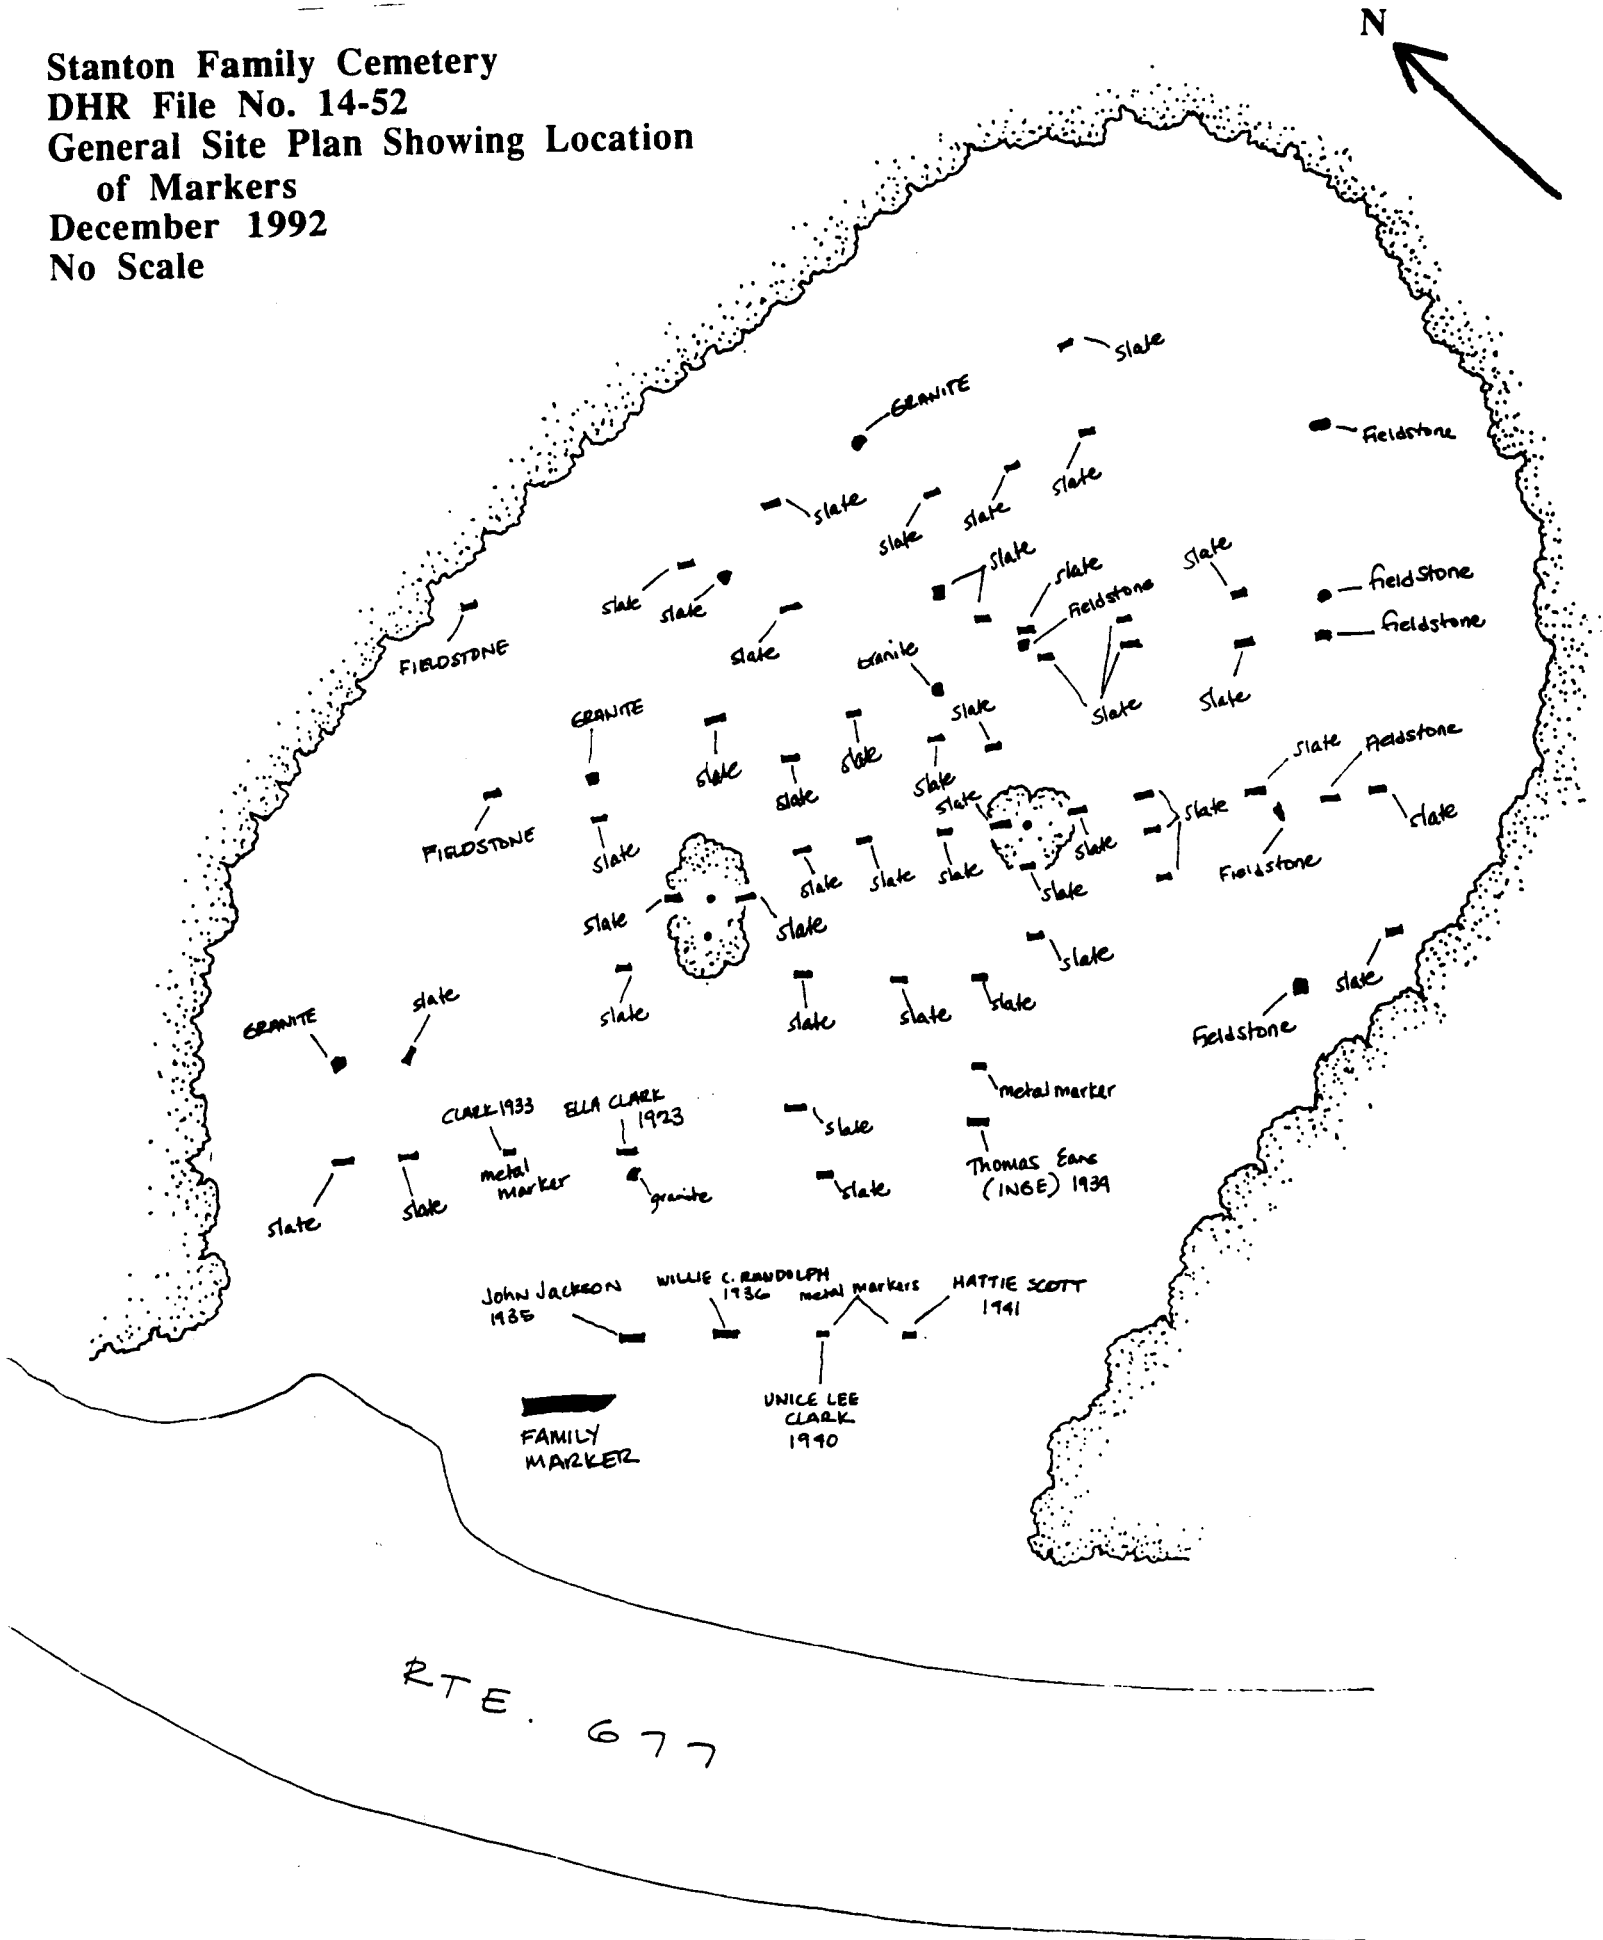 N
Stanton Family Cemetery
DHR File No. 14-52
General Site Plan Showing Location
of Markers
December 1992
No Scale
slate
GRANITE
Fieldstone
slate
slate
slate
slate
slate
slate
slate
fieldstone
slate
slate
Fieldstone
fieldstone
FIELDSTONE
slate
Granite
slate
slate
slate
GRANITE
slate
slate
slate
slate
Fieldstone
slate
slate
slate
slate
slate
FIELDSTONE
slate
slate
slate
slate
slate
Fieldstone
slate
slate
slate
slate
slate
GRANITE
slate
slate
slate
slate
Fieldstone
slate
CLARK 1933
ELLA CLARK
1923
metal marker
slate
metal
marker
granite
Thomas Eans
(INGE) 1939
slate
slate
slate
John Jackson
1935
WILLIE C. RANDOLPH
1936
metal markers
HATTIE SCOTT
1941
UNICE LEE
CLARK
1940
FAMILY
MARKER
RTE. 677